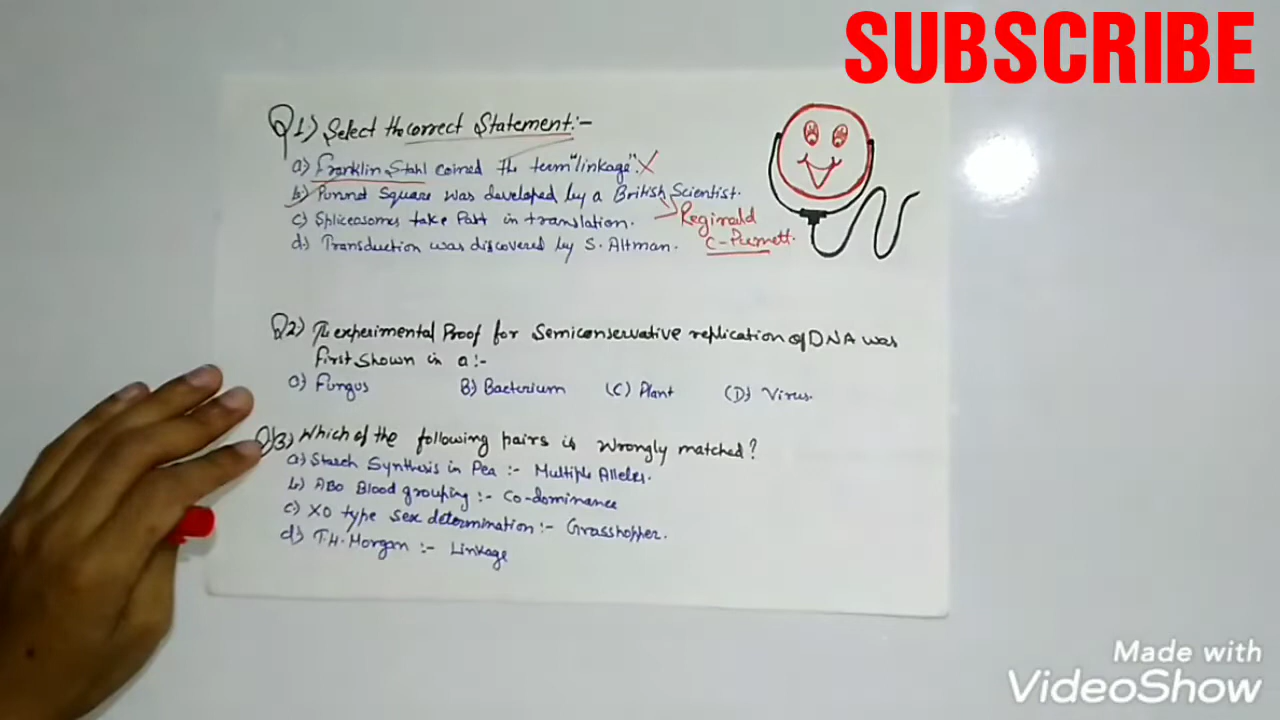 SUBSCRIBE
Q1) Select the correct Statement:-
a) Franklin Stahl coined the term "linkage". X
b) Punnd Square was developed by a British Scientist.
Reginald
C-Punnett.
c) Spliceosomes take Part in translation.
d) Transduction was discovered by S. Altman.
Q2) The experimental Proof for Semiconservative replication of DNA was
first shown in a:-
a) Fungus B) Bacterium (C) Plant (D) Virus.
Q3) Which of the following pairs is wrongly matched?
a) Starch Synthesis in Pea :- Multiple Alleles.
b) ABO Blood grouping :- Co-dominance
c) XO type Sex determination :- Grasshopper.
d) T.H. Morgan :- Linkage
Made with
VideoShow